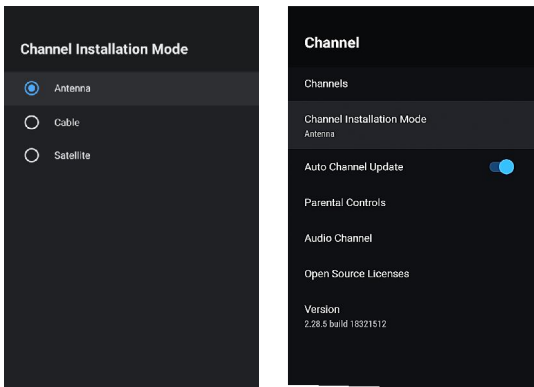 Channel Installation Mode
Antenna
Cable
Satellite
Channel
Channels
Channel Installation Mode
Antenna
Auto Channel Update
Parental Controls
Audio Channel
Open Source Licenses
Version
2.28.5 build 18321512